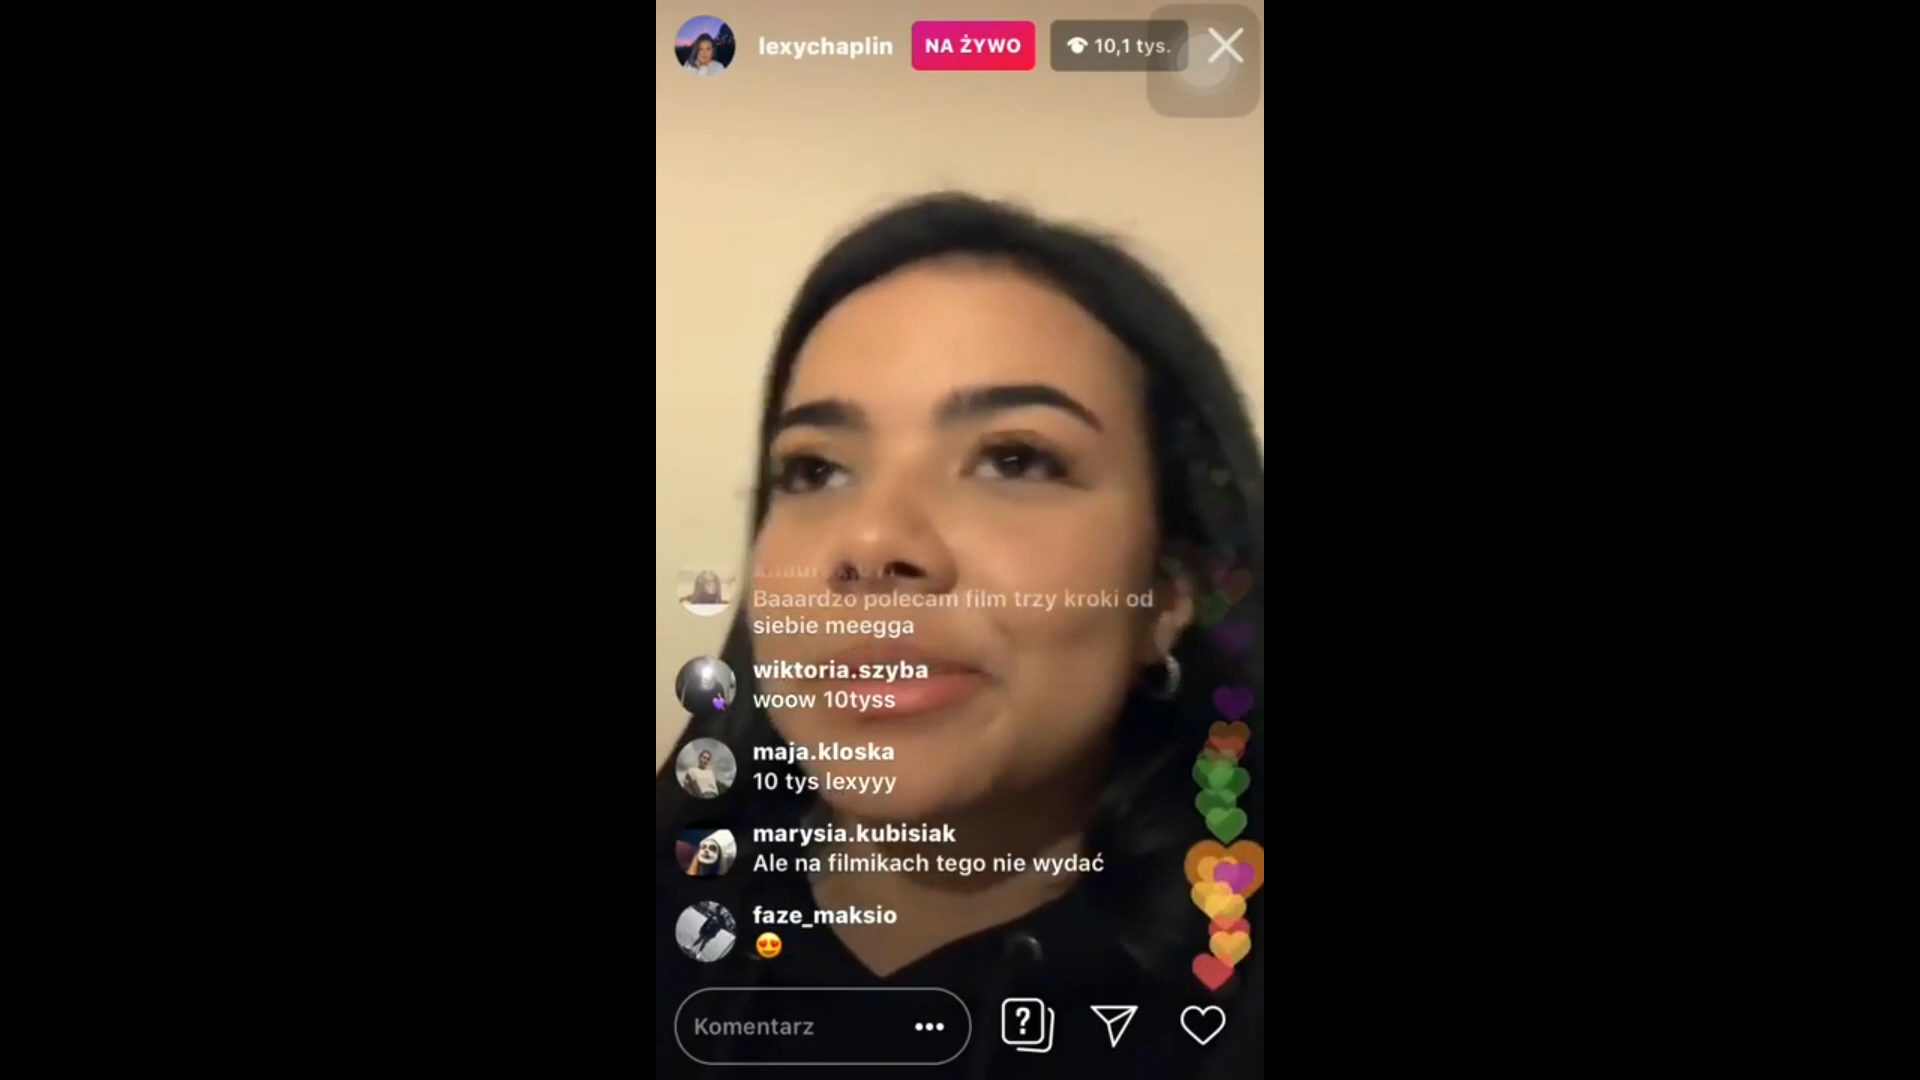 lexychaplin NA ŻYWO 10,1 tys.
Baaardzo polecam film trzy kroki od
siebie meegga
wiktoria.szyba
woow 10tyss
maja.kloska
10 tys lexyyy
marysia.kubisiak
Ale na filmikach tego nie wydać
faze_maksio
😍
Komentarz